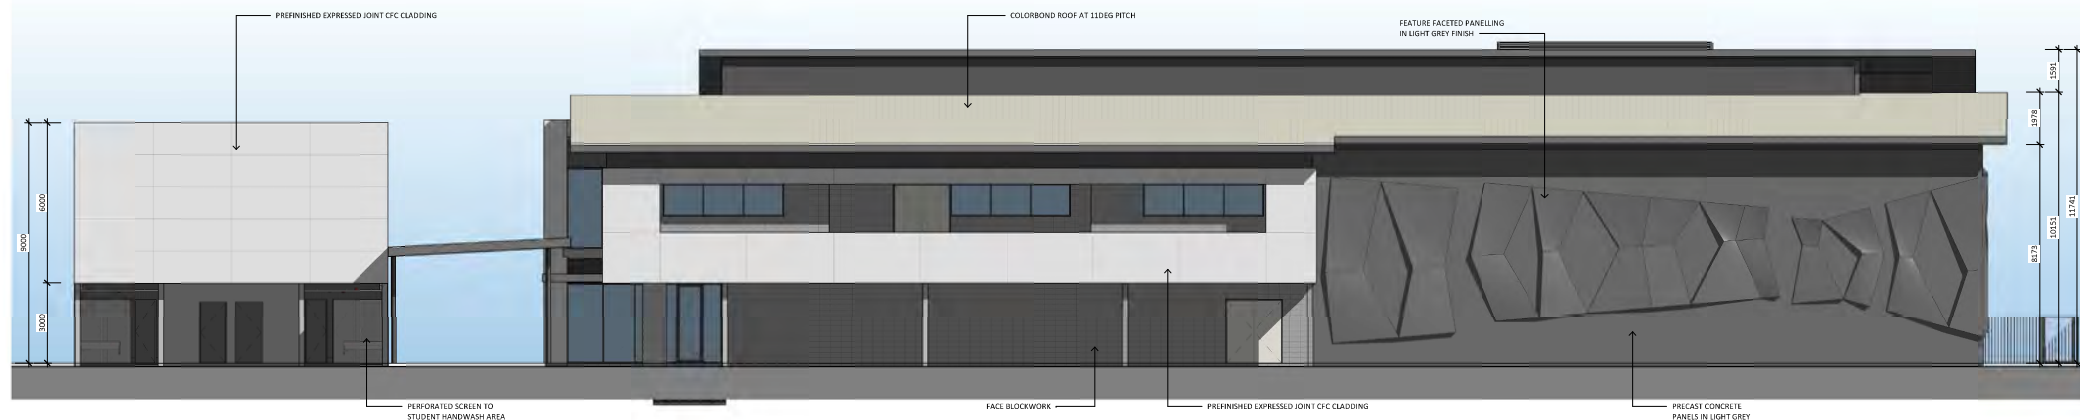 PREFINISHED EXPRESSED JOINT CFC CLADDING
COLORBOND ROOF AT 11DEG PITCH
FEATURE FACETED PANELLING
IN LIGHT GREY FINISH
9000
6000
3000
1591
1978
8173
10151
11741
PERFORATED SCREEN TO
STUDENT HANDWASH AREA
FACE BLOCKWORK
PREFINISHED EXPRESSED JOINT CFC CLADDING
PRECAST CONCRETE
PANELS IN LIGHT GREY